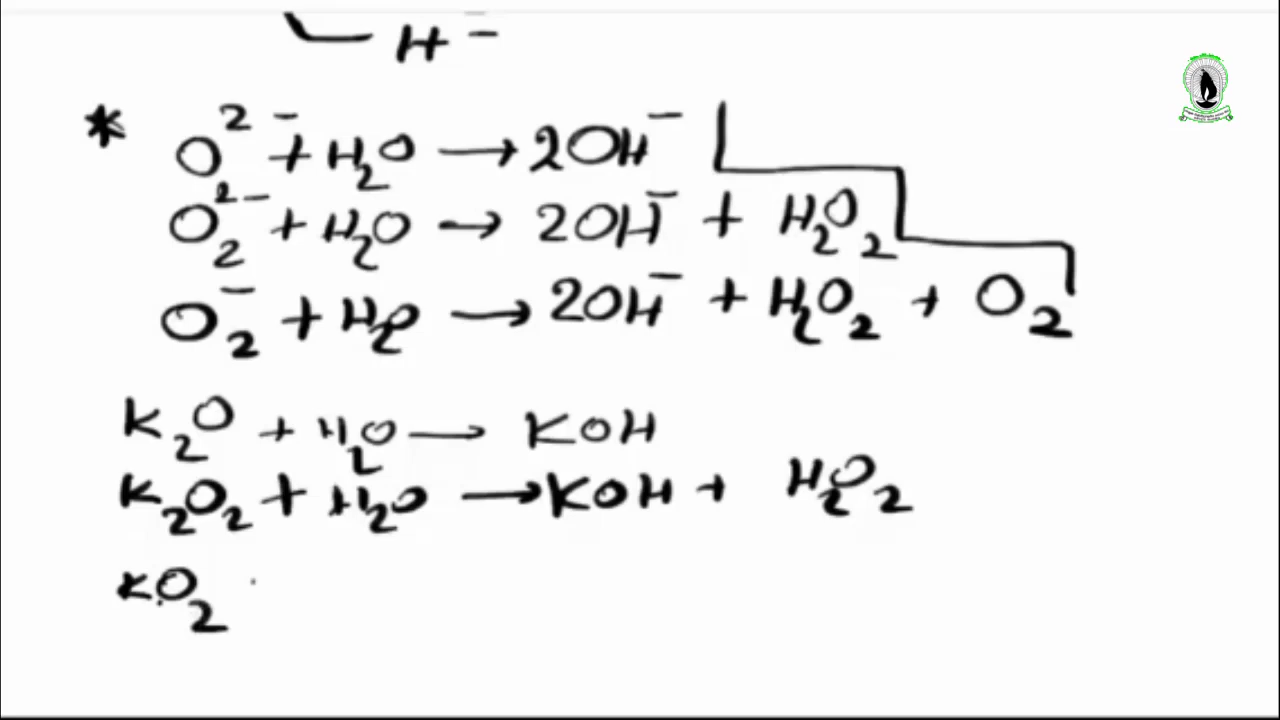 H⁻
* O²⁻ + H₂O → 2OH⁻
O₂²⁻ + H₂O → 2OH⁻ + H₂O₂
O₂⁻ + H₂O → 2OH⁻ + H₂O₂ + O₂
K₂O + H₂O → KOH
K₂O₂ + H₂O → KOH + H₂O₂
KO₂